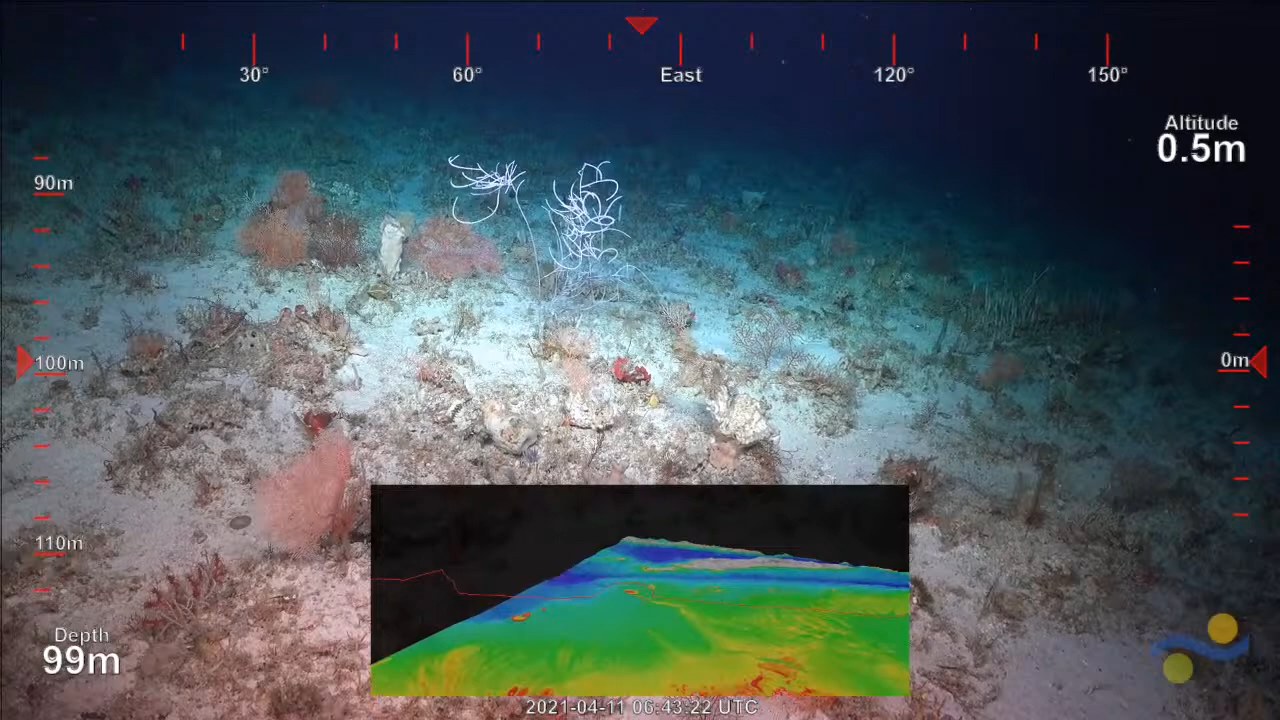 30° 60° East 120° 150°
Altitude
0.5m
90m
100m
0m
110m
Depth
99m
2021-04-11 06:43:22 UTC